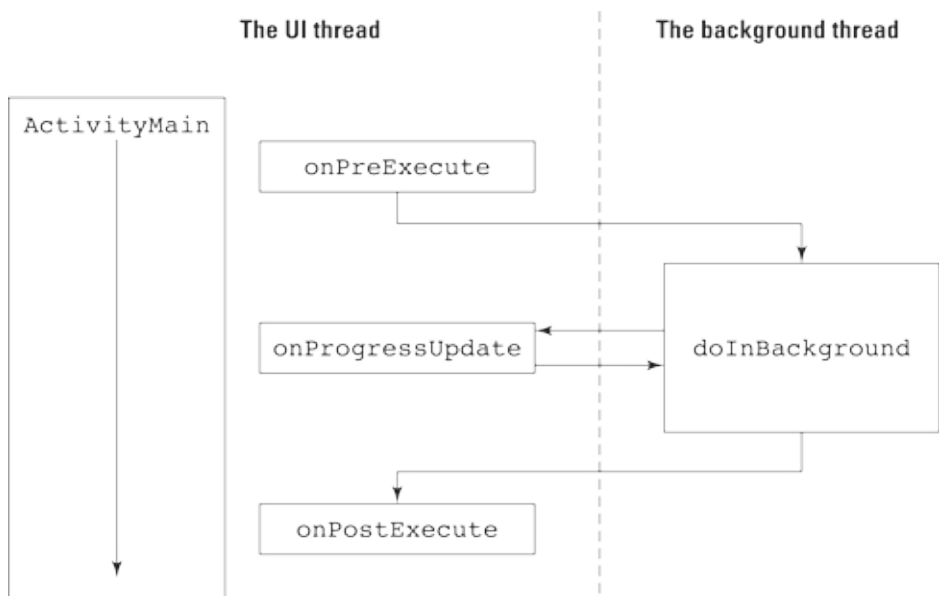 The UI thread
The background thread
ActivityMain
onPreExecute
onProgressUpdate
doInBackground
onPostExecute